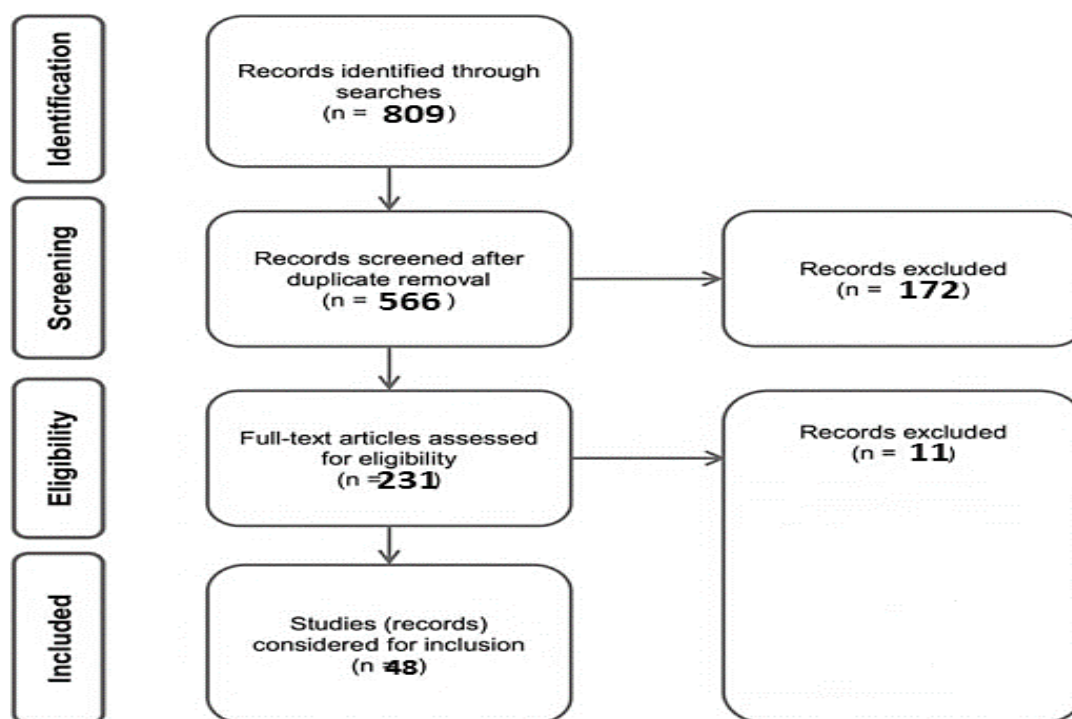 Identification
Records identified through
searches
(n = 809)
Screening
Records screened after
duplicate removal
(n = 566 )
Records excluded
(n = 172)
Eligibility
Full-text articles assessed
for eligibility
(n =231)
Records excluded
(n = 11)
Included
Studies (records)
considered for inclusion
(n =48)